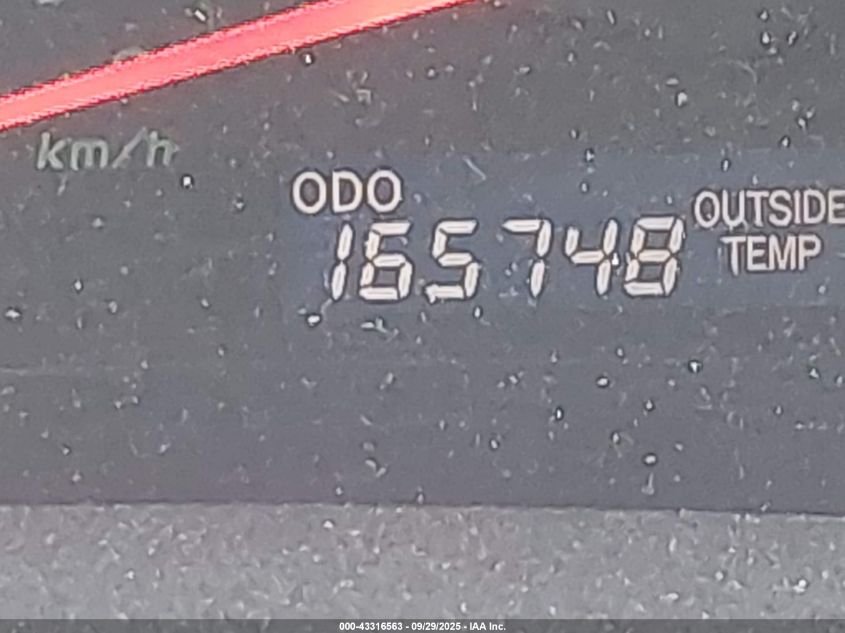 km/h
ODO
165748
OUTSIDE
TEMP
000-43316563 - 09/29/2025 - IAA Inc.